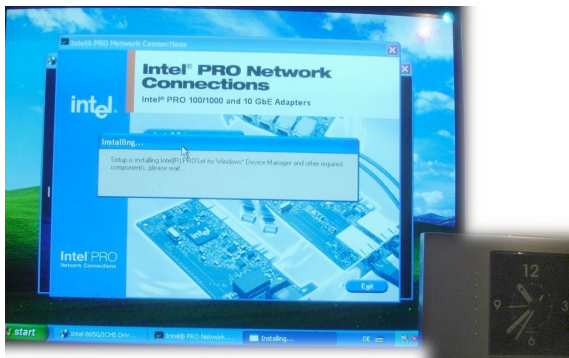 Intel® PRO Network Connections
Intel® PRO Network
Connections
Intel® PRO 100/1000 and 10 GbE Adapters
intel.
Installing...
Setup is installing Intel(R) PROSet for Windows* Device Manager and other required
components, please wait.
Intel PRO
Network Connections
Exit
start
Intel 865G/ICH5 Driv...
Intel® PRO Network ...
Installing...
DE
12
9
3
6